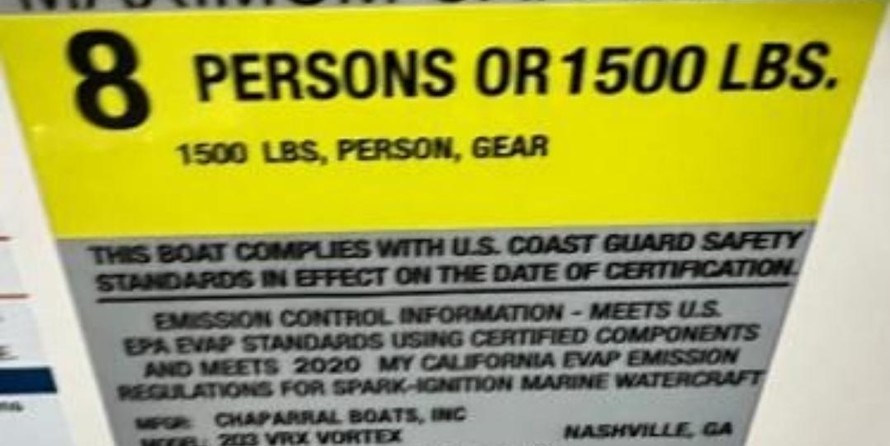 8 PERSONS OR 1500 LBS.
1500 LBS, PERSON, GEAR
THIS BOAT COMPLIES WITH U.S. COAST GUARD SAFETY
STANDARDS IN EFFECT ON THE DATE OF CERTIFICATION.
EMISSION CONTROL INFORMATION - MEETS U.S.
EPA EVAP STANDARDS USING CERTIFIED COMPONENTS
AND MEETS 2020 MY CALIFORNIA EVAP EMISSION
REGULATIONS FOR SPARK-IGNITION MARINE WATERCRAFT
MFGR: CHAPARRAL BOATS, INC
NASHVILLE, GA
MODEL: 203 VRX VORTEX